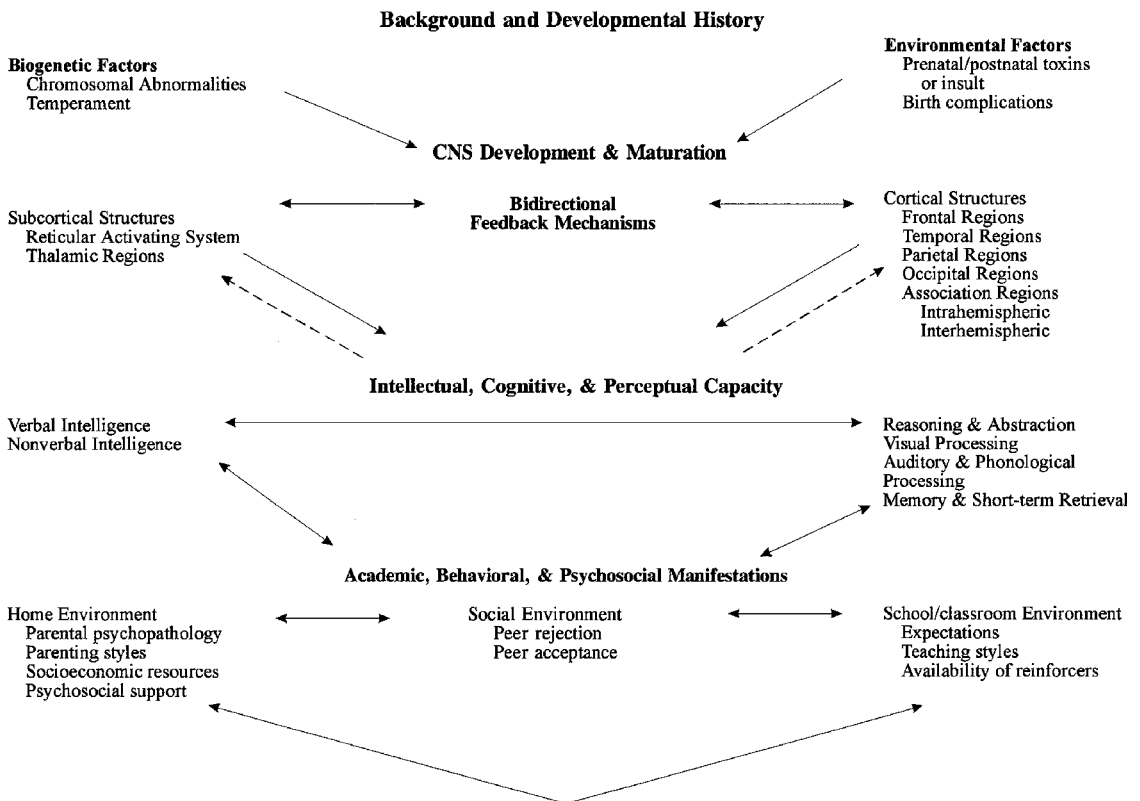 Background and Developmental History
Biogenetic Factors
Chromosomal Abnormalities
Temperament
Environmental Factors
Prenatal/postnatal toxins
or insult
Birth complications
CNS Development & Maturation
Subcortical Structures
Reticular Activating System
Thalamic Regions
Bidirectional
Feedback Mechanisms
Cortical Structures
Frontal Regions
Temporal Regions
Parietal Regions
Occipital Regions
Association Regions
Intrahemispheric
Interhemispheric
Intellectual, Cognitive, & Perceptual Capacity
Verbal Intelligence
Nonverbal Intelligence
Reasoning & Abstraction
Visual Processing
Auditory & Phonological
Processing
Memory & Short-term Retrieval
Academic, Behavioral, & Psychosocial Manifestations
Home Environment
Parental psychopathology
Parenting styles
Socioeconomic resources
Psychosocial support
Social Environment
Peer rejection
Peer acceptance
School/classroom Environment
Expectations
Teaching styles
Availability of reinforcers